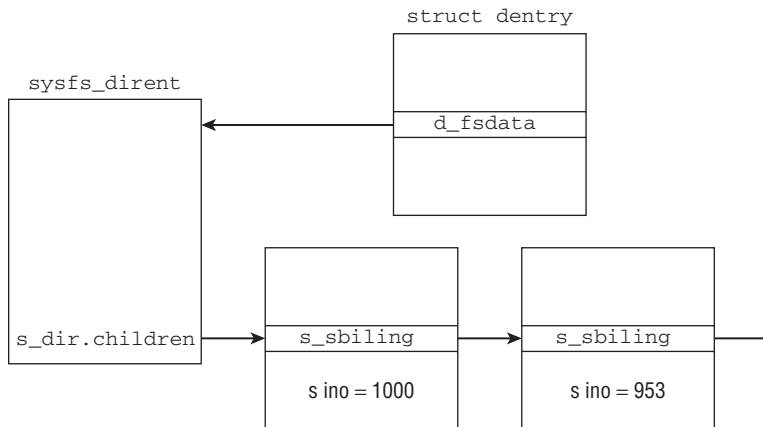 struct dentry
sysfs_dirent
d_fsdata
s_dir.children
s_sbiling
s_sbiling
s ino = 1000
s ino = 953